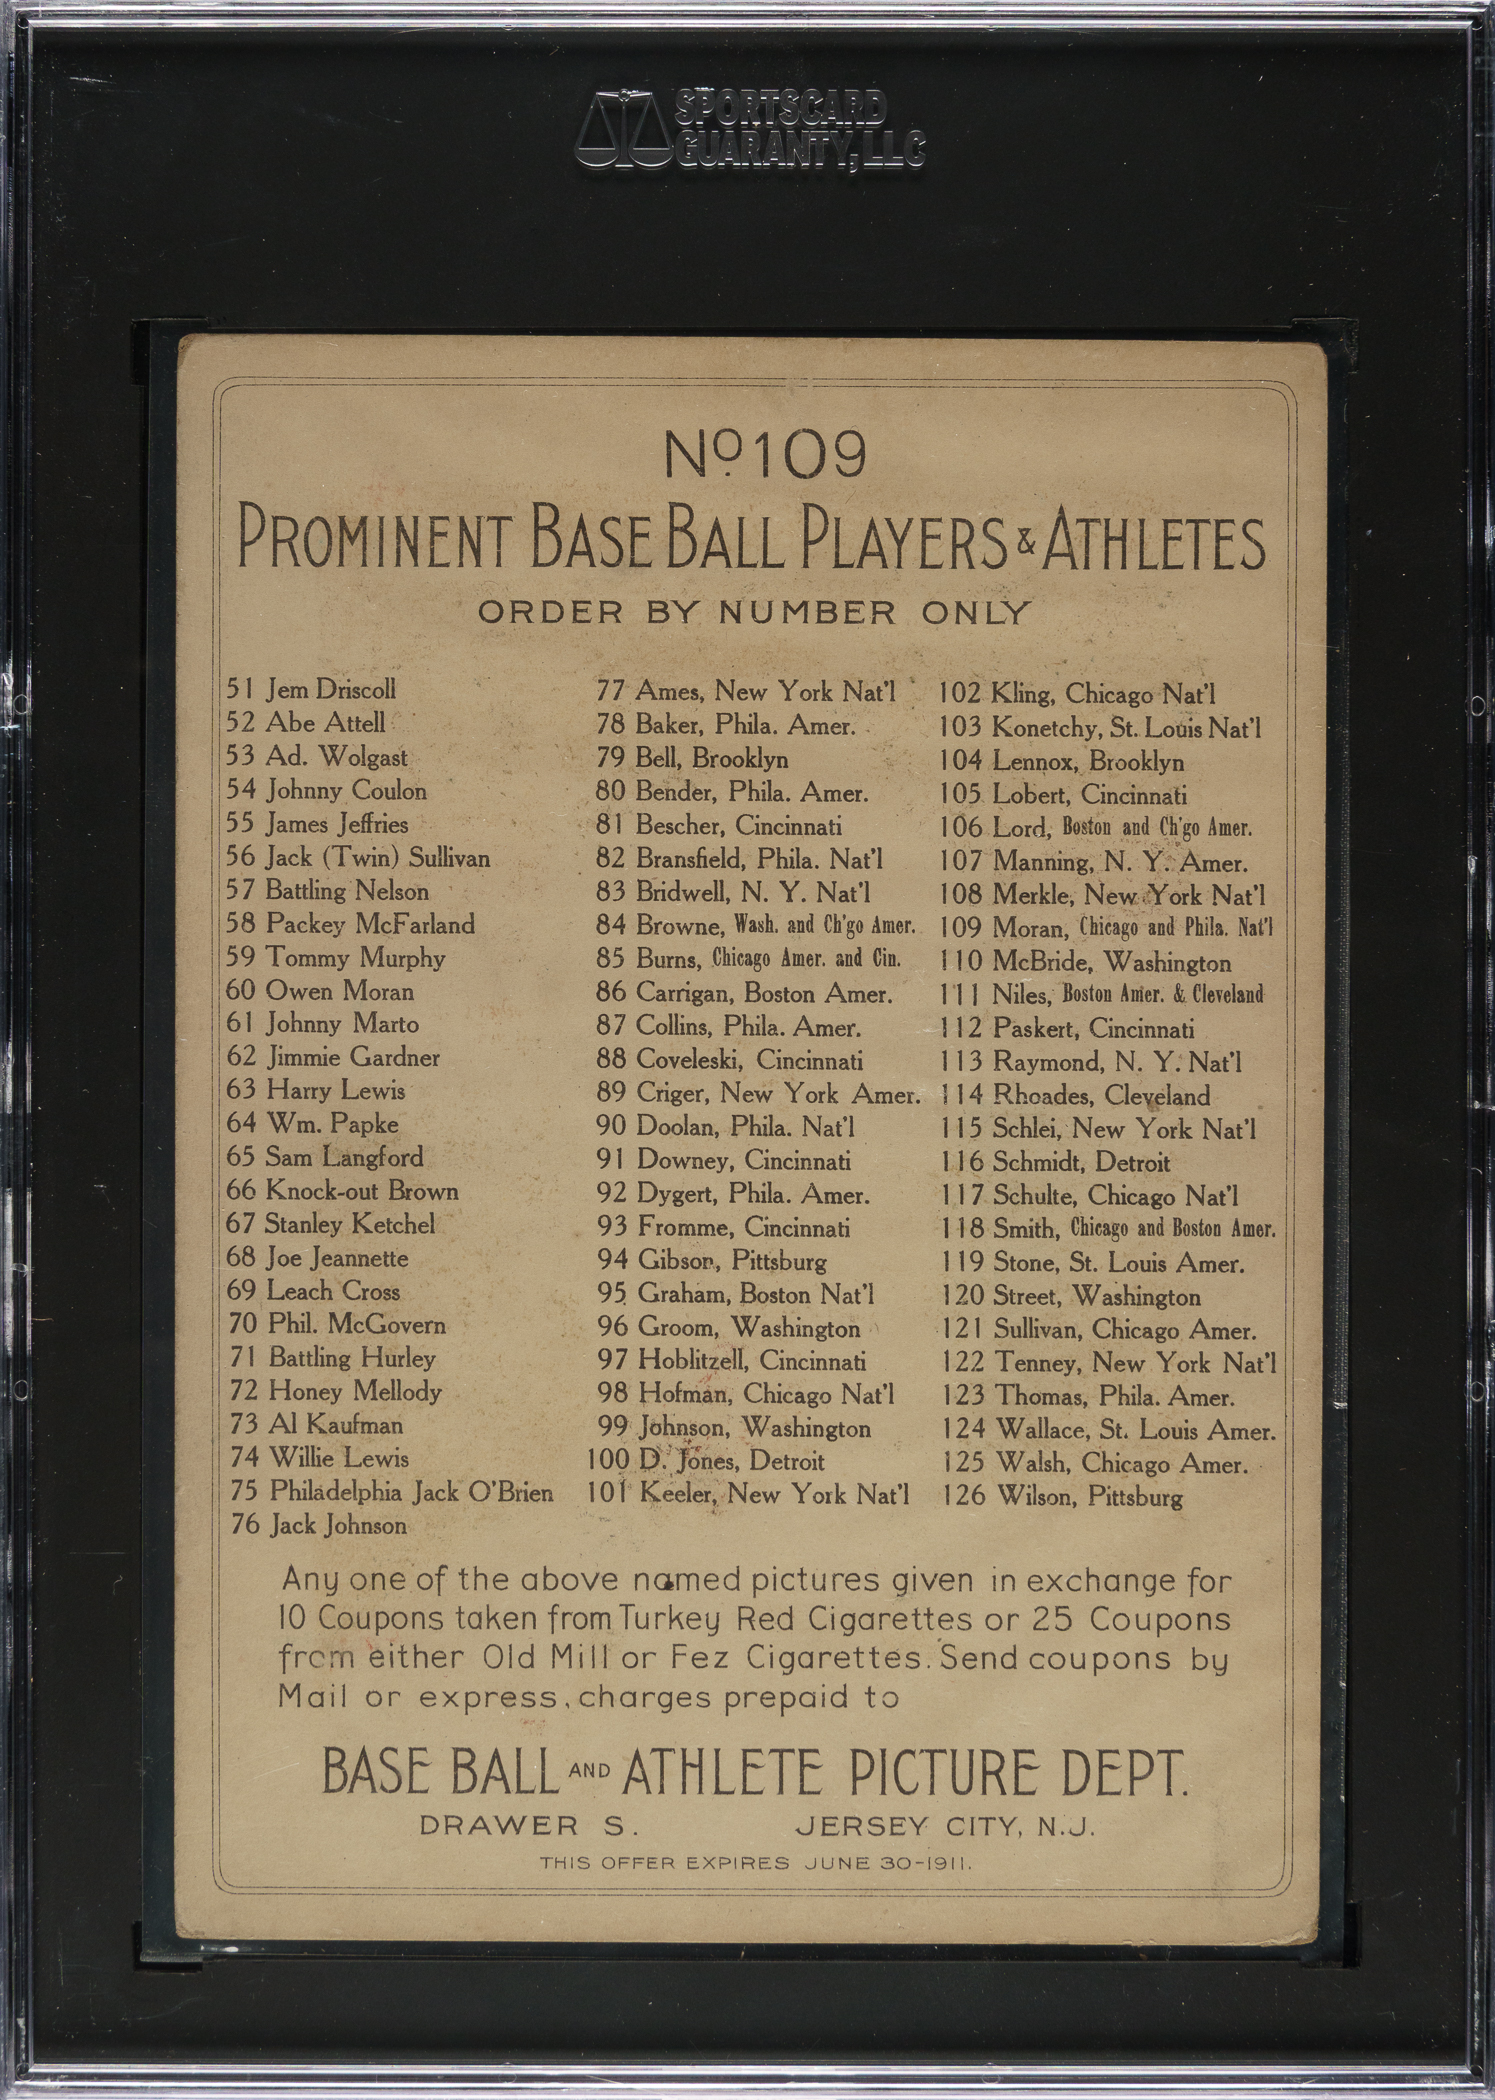 SPORTSCARD
GUARANTY, LLC
No. 109
PROMINENT BASE BALL PLAYERS & ATHLETES
ORDER BY NUMBER ONLY
51 Jem Driscoll
52 Abe Attell
53 Ad. Wolgast
54 Johnny Coulon
55 James Jeffries
56 Jack (Twin) Sullivan
57 Battling Nelson
58 Packey McFarland
59 Tommy Murphy
60 Owen Moran
61 Johnny Marto
62 Jimmie Gardner
63 Harry Lewis
64 Wm. Papke
65 Sam Langford
66 Knock-out Brown
67 Stanley Ketchel
68 Joe Jeannette
69 Leach Cross
70 Phil. McGovern
71 Battling Hurley
72 Honey Mellody
73 Al Kaufman
74 Willie Lewis
75 Philadelphia Jack O'Brien
76 Jack Johnson
77 Ames, New York Nat'l
78 Baker, Phila. Amer.
79 Bell, Brooklyn
80 Bender, Phila. Amer.
81 Bescher, Cincinnati
82 Bransfield, Phila. Nat'l
83 Bridwell, N. Y. Nat'l
84 Browne, Wash. and Ch'go Amer.
85 Burns, Chicago Amer. and Cin.
86 Carrigan, Boston Amer.
87 Collins, Phila. Amer.
88 Coveleski, Cincinnati
89 Criger, New York Amer.
90 Doolan, Phila. Nat'l
91 Downey, Cincinnati
92 Dygert, Phila. Amer.
93 Fromme, Cincinnati
94 Gibson, Pittsburg
95 Graham, Boston Nat'l
96 Groom, Washington
97 Hoblitzell, Cincinnati
98 Hofman, Chicago Nat'l
99 Johnson, Washington
100 D. Jones, Detroit
101 Keeler, New York Nat'l
102 Kling, Chicago Nat'l
103 Konetchy, St. Louis Nat'l
104 Lennox, Brooklyn
105 Lobert, Cincinnati
106 Lord, Boston and Ch'go Amer.
107 Manning, N. Y. Amer.
108 Merkle, New York Nat'l
109 Moran, Chicago and Phila. Nat'l
110 McBride, Washington
111 Niles, Boston Amer. & Cleveland
112 Paskert, Cincinnati
113 Raymond, N. Y. Nat'l
114 Rhoades, Cleveland
115 Schlei, New York Nat'l
116 Schmidt, Detroit
117 Schulte, Chicago Nat'l
118 Smith, Chicago and Boston Amer.
119 Stone, St. Louis Amer.
120 Street, Washington
121 Sullivan, Chicago Amer.
122 Tenney, New York Nat'l
123 Thomas, Phila. Amer.
124 Wallace, St. Louis Amer.
125 Walsh, Chicago Amer.
126 Wilson, Pittsburg
Any one of the above named pictures given in exchange for
10 Coupons taken from Turkey Red Cigarettes or 25 Coupons
from either Old Mill or Fez Cigarettes. Send coupons by
Mail or express, charges prepaid to
BASE BALL AND ATHLETE PICTURE DEPT.
DRAWER S. JERSEY CITY, N.J.
THIS OFFER EXPIRES JUNE 30-1911.